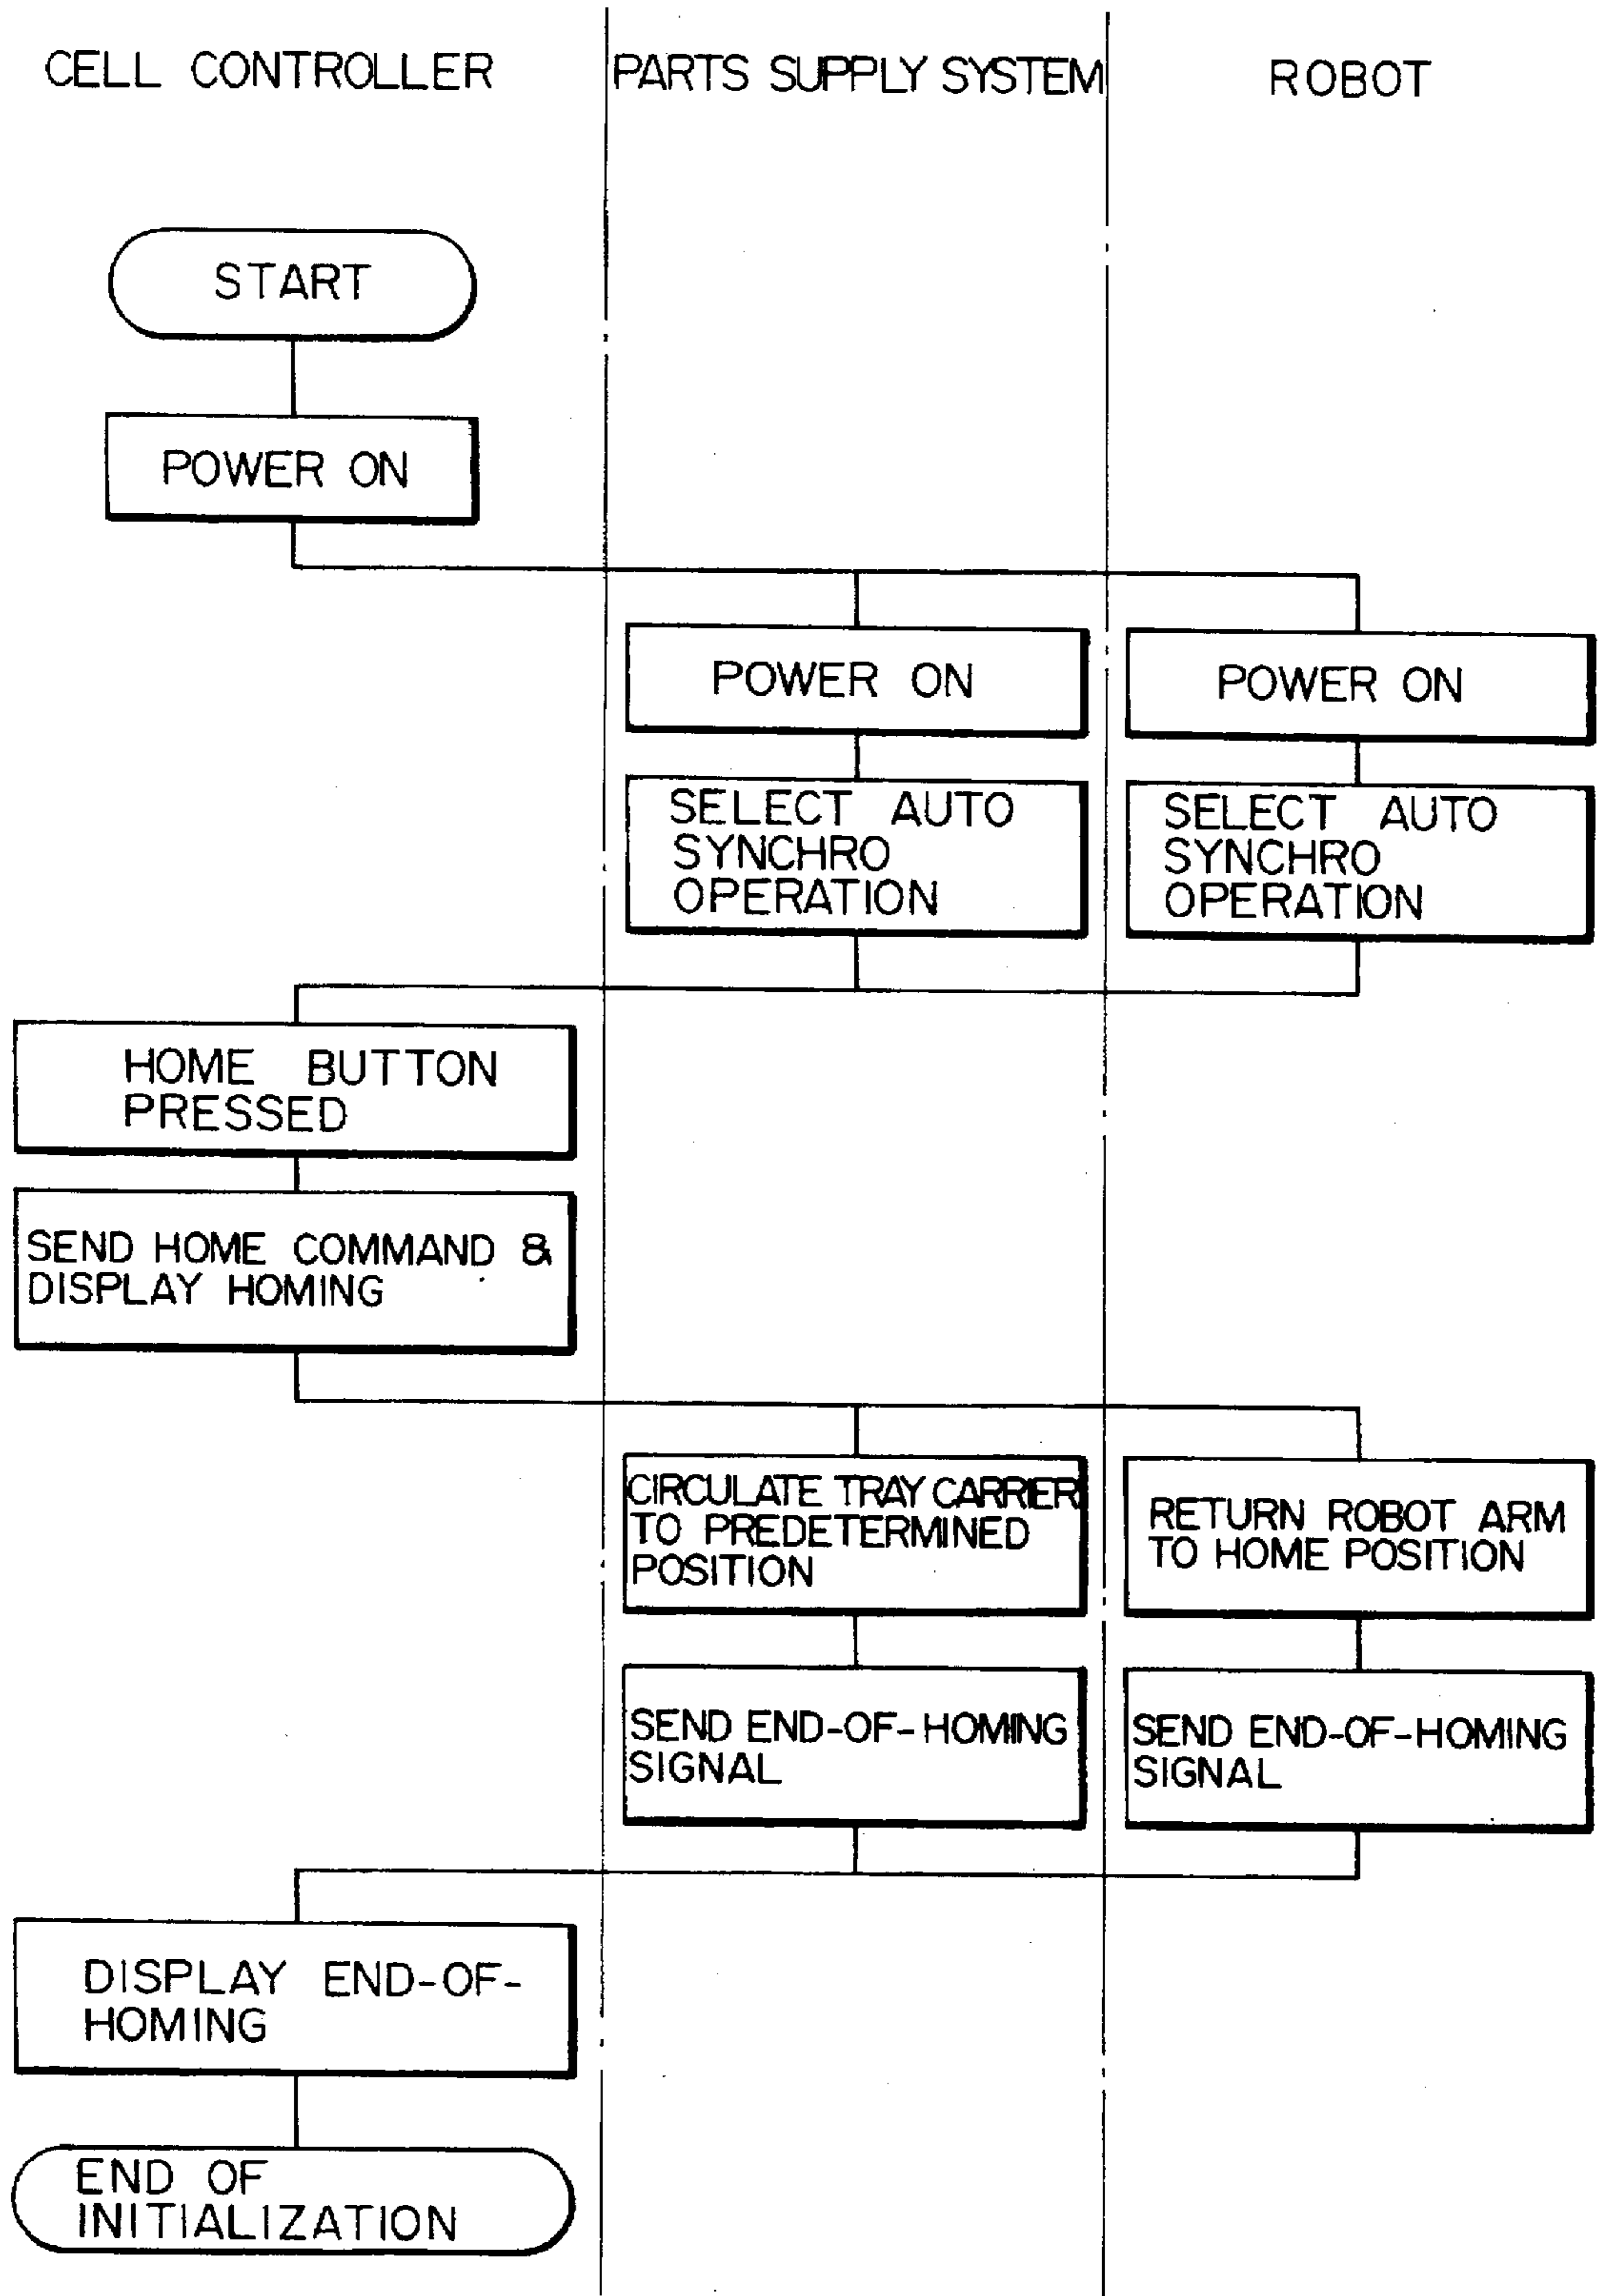 CELL CONTROLLER
PARTS SUPPLY SYSTEM
ROBOT
START
POWER ON
POWER ON
POWER ON
SELECT AUTO
SYNCHRO
OPERATION
SELECT AUTO
SYNCHRO
OPERATION
HOME BUTTON
PRESSED
SEND HOME COMMAND &
DISPLAY HOMING
CIRCULATE TRAY CARRIER
TO PREDETERMINED
POSITION
RETURN ROBOT ARM
TO HOME POSITION
SEND END-OF-HOMING
SIGNAL
SEND END-OF-HOMING
SIGNAL
DISPLAY END-OF-
HOMING
END OF
INITIALIZATION